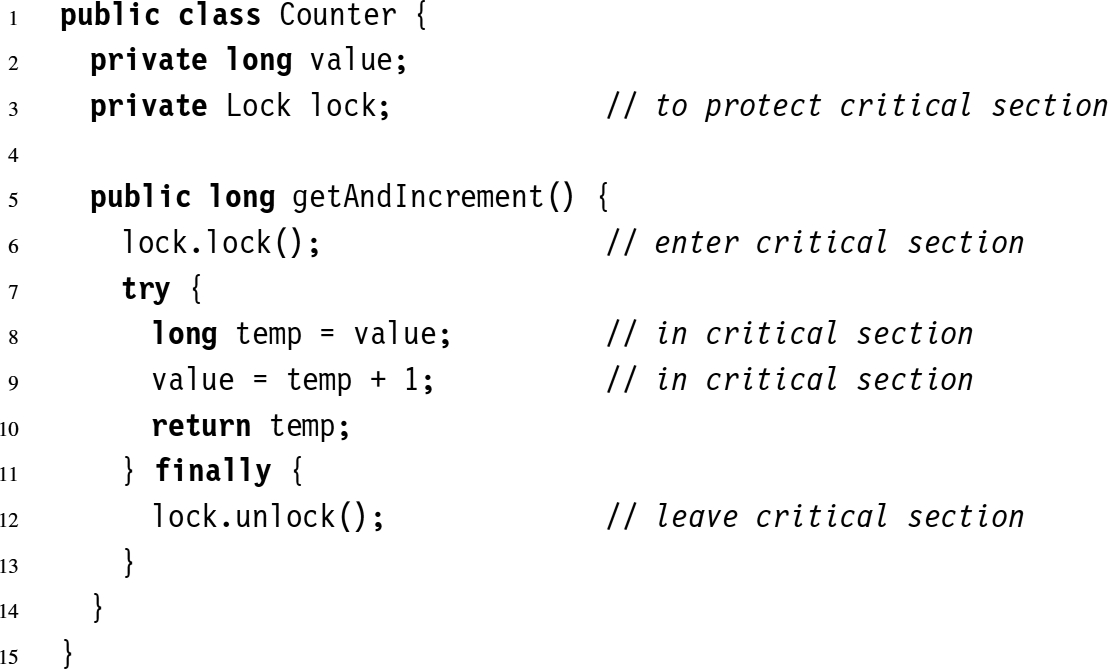 1 public class Counter {
2 private long value;
3 private Lock lock; // to protect critical section
4
5 public long getAndIncrement() {
6 lock.lock(); // enter critical section
7 try {
8 long temp = value; // in critical section
9 value = temp + 1; // in critical section
10 return temp;
11 } finally {
12 lock.unlock(); // leave critical section
13 }
14 }
15 }